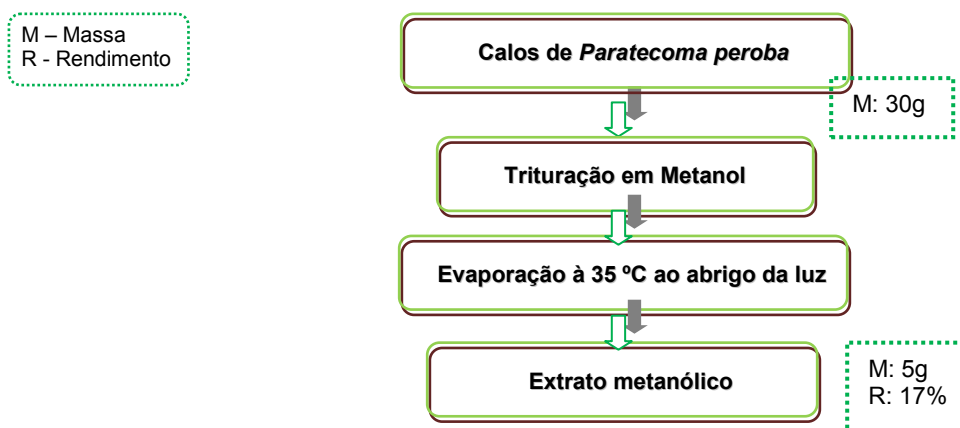 M – Massa
R - Rendimento
Calos de Paratecoma peroba
M: 30g
Trituração em Metanol
Evaporação à 35 ºC ao abrigo da luz
Extrato metanólico
M: 5g
R: 17%